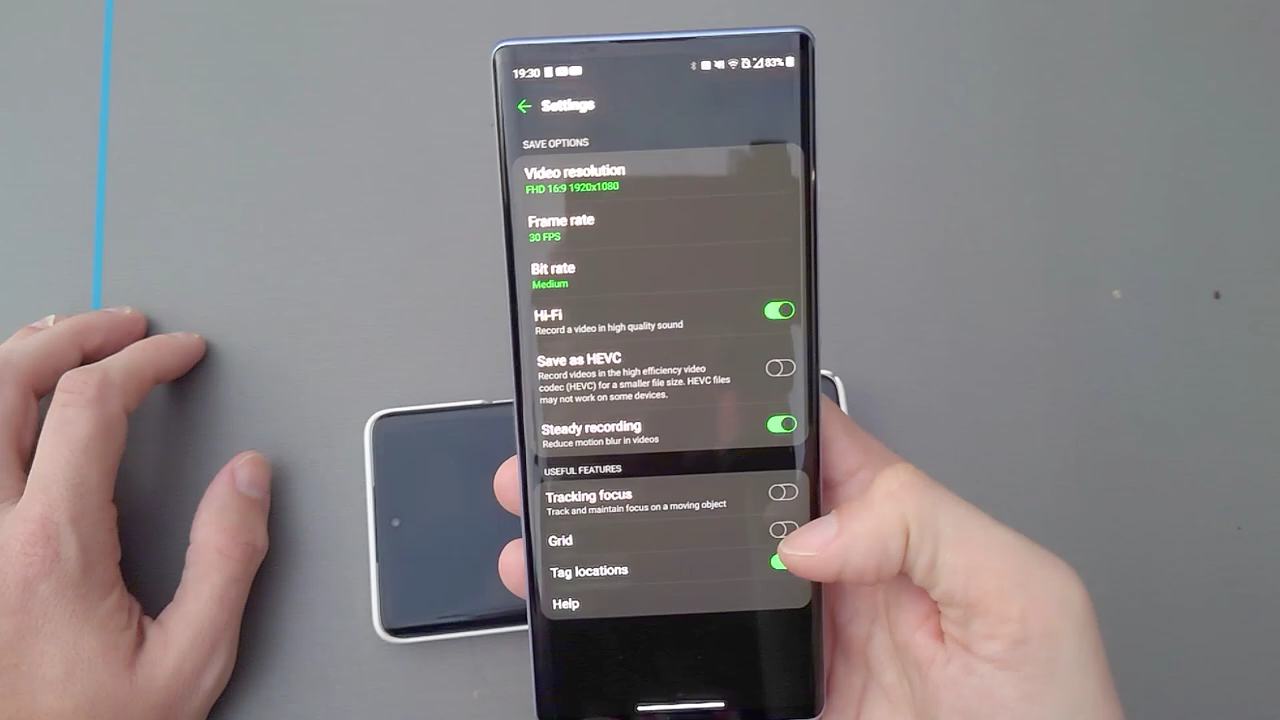 19:30 83%
Settings
SAVE OPTIONS
Video resolution
FHD 16:9 1920x1080
Frame rate
30 FPS
Bit rate
Medium
Hi-Fi
Record a video in high quality sound
Save as HEVC
Record videos in the high efficiency video
codec (HEVC) for a smaller file size. HEVC files
may not work on some devices.
Steady recording
Reduce motion blur in videos
USEFUL FEATURES
Tracking focus
Track and maintain focus on a moving object
Grid
Tag locations
Help